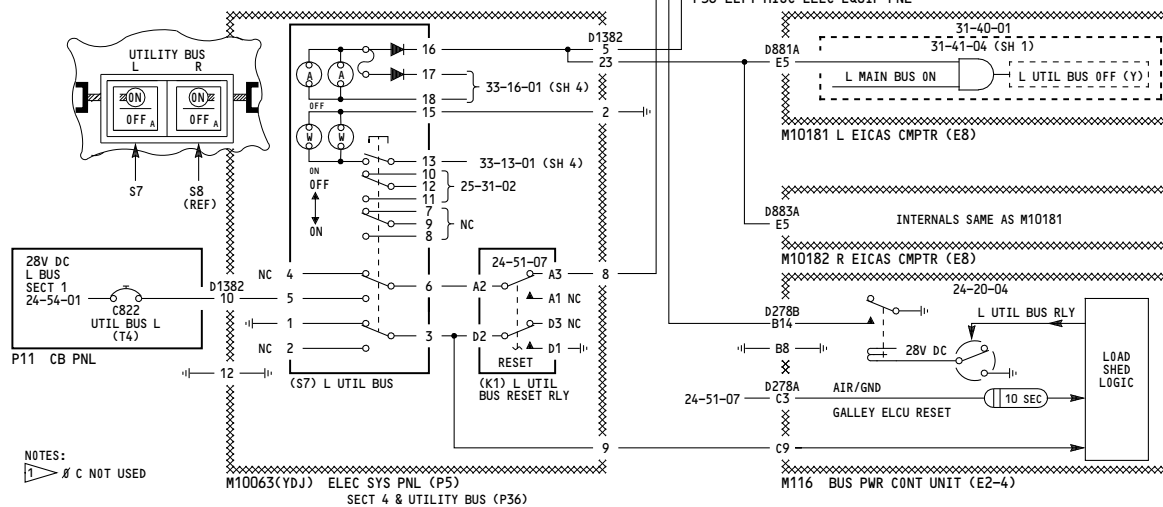 UTILITY BUS
L R
ON ON
OFF A OFF A
S7 S8
(REF)
28V DC
L BUS
SECT 1
24-54-01
C822
UTIL BUS L
(T4)
P11 CB PNL
NOTES:
1 Ø C NOT USED
D1382
10
12
A A
OFF
W W
ON
OFF
ON
16
17
18
33-16-01 (SH 4)
15
13 33-13-01 (SH 4)
10
12
11
25-31-02
7
9
8
NC
NC 4
5
1
NC 2
6
3
(S7) L UTIL BUS
24-51-07
A2 A3
A1 NC
D2 D3 NC
D1
RESET
(K1) L UTIL
BUS RESET RLY
D1382
5
23
2
8
9
M10063(YDJ) ELEC SYS PNL (P5)
SECT 4 & UTILITY BUS (P36)
31-40-01
31-41-04 (SH 1)
D881A
E5
L MAIN BUS ON
L UTIL BUS OFF (Y)
M10181 L EICAS CMPTR (E8)
D883A
E5
INTERNALS SAME AS M10181
M10182 R EICAS CMPTR (E8)
24-20-04
D278B
B14
L UTIL BUS RLY
B8
28V DC
LOAD
SHED
LOGIC
D278A
24-51-07 C3
AIR/GND
10 SEC
GALLEY ELCU RESET
C9
M116 BUS PWR CONT UNIT (E2-4)